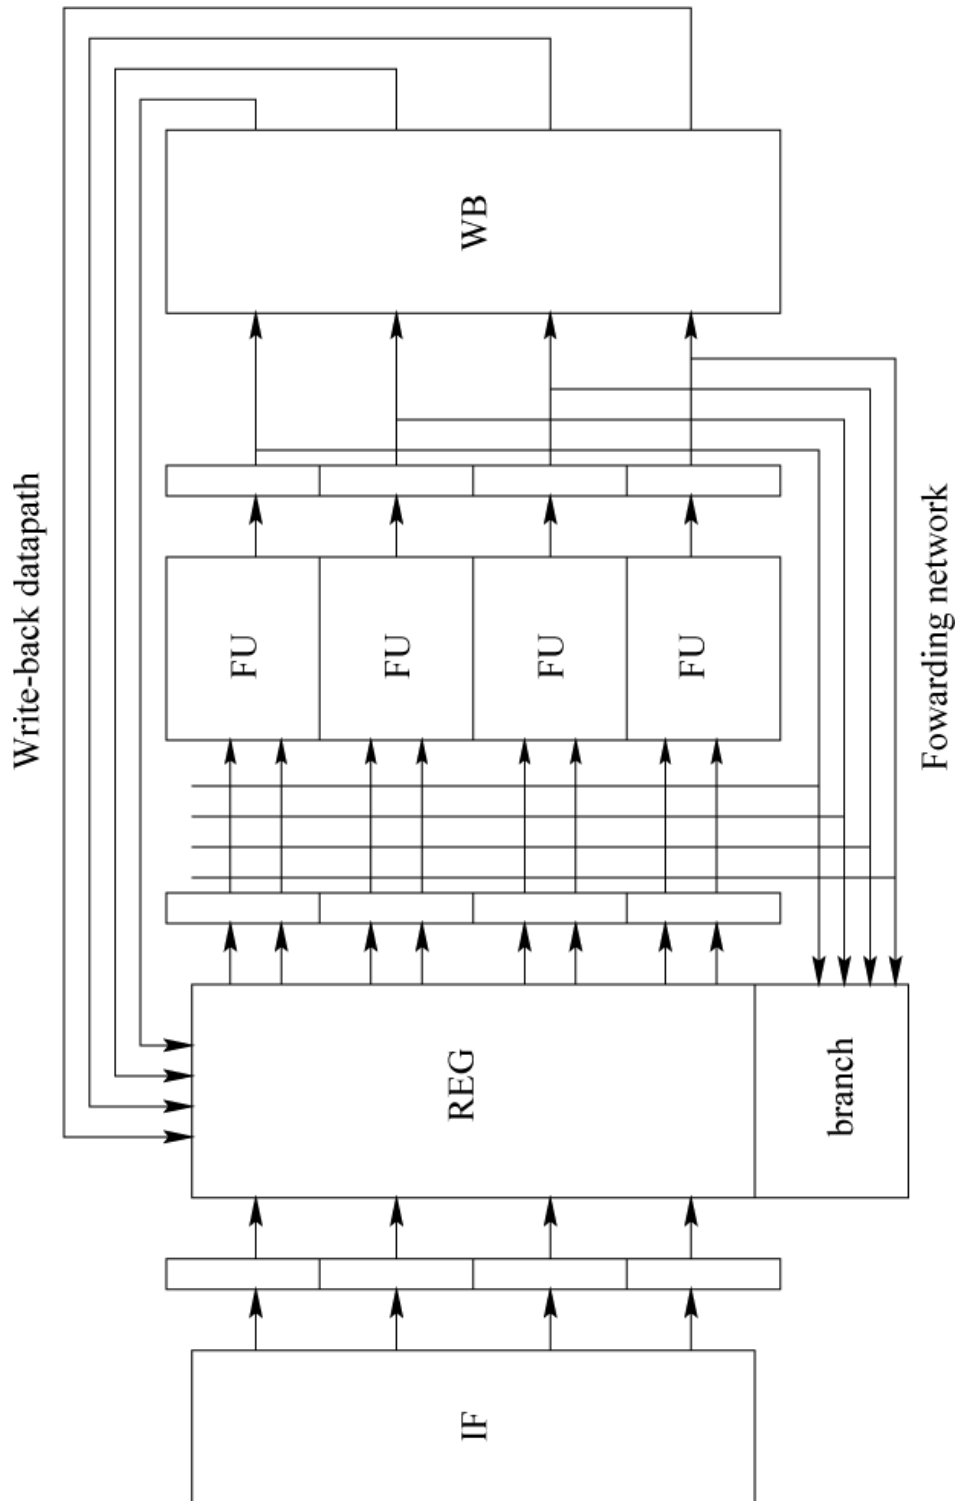 Write-back datapath
WB
FU
FU
FU
FU
Fowarding network
REG
branch
IF